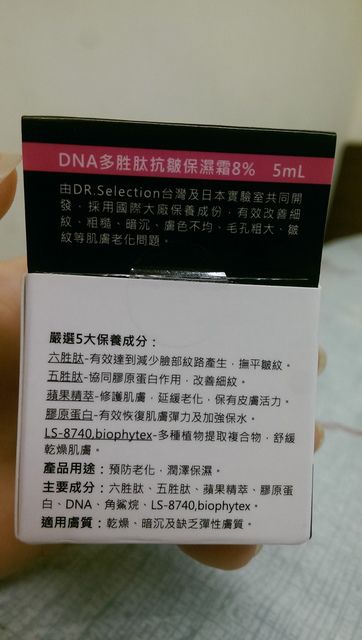 DNA多胜肽抗皺保濕霜8% 5mL
由DR.Selection台灣及日本實驗室共同開
發，採用國際大廠保養成份，有效改善細
紋、粗糙、暗沉、膚色不均、毛孔粗大、皺
紋等肌膚老化問題。
嚴選5大保養成分：
六胜肽-有效達到減少臉部紋路產生，撫平皺紋。
五胜肽-協同膠原蛋白作用，改善細紋。
蘋果精萃-修護肌膚，延緩老化，保有皮膚活力。
膠原蛋白-有效恢復肌膚彈力及加強保水。
LS-8740,biophytex-多種植物提取複合物，舒緩
乾燥肌膚。
產品用途：預防老化，潤澤保濕。
主要成分：六胜肽、五胜肽、蘋果精萃、膠原蛋
白、DNA、角鯊烷、LS-8740,biophytex。
適用膚質：乾燥、暗沉及缺乏彈性膚質。